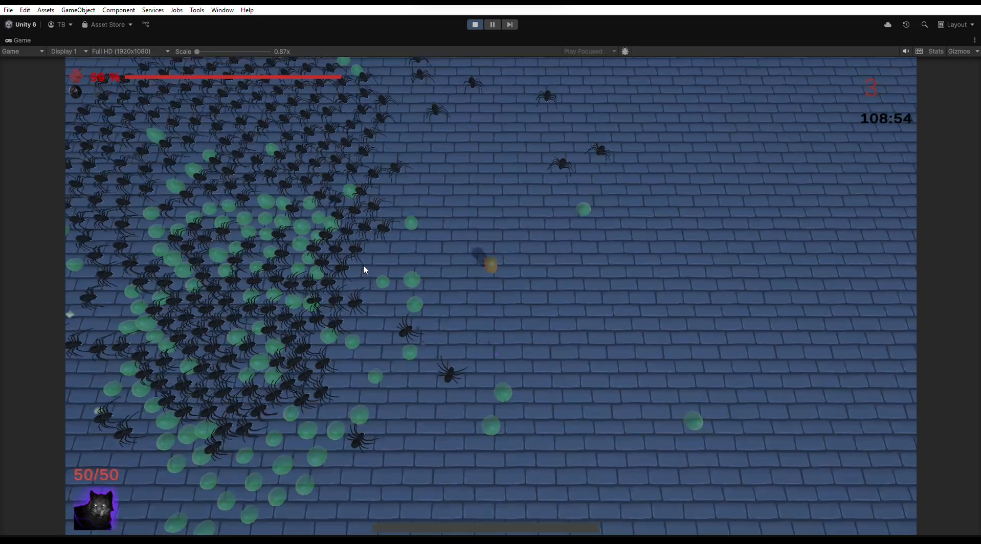 File Edit Assets GameObject Component Services Jobs Tools Window Help
Unity 6 TB Asset Store Layout
Game
Game Display 1 Full HD (1920x1080) Scale 0.87x Play Focused Stats Gizmos
3
108:54
50/50